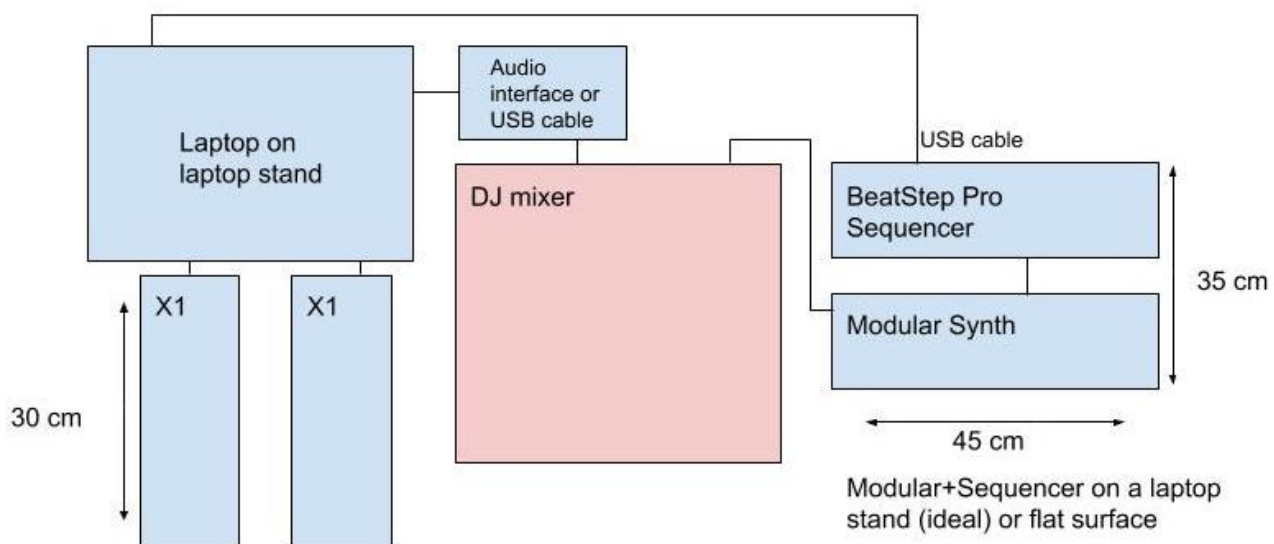 Laptop on
laptop stand
Audio
interface or
USB cable
USB cable
DJ mixer
BeatStep Pro
Sequencer
35 cm
X1
X1
Modular Synth
30 cm
45 cm
Modular+Sequencer on a laptop
stand (ideal) or flat surface